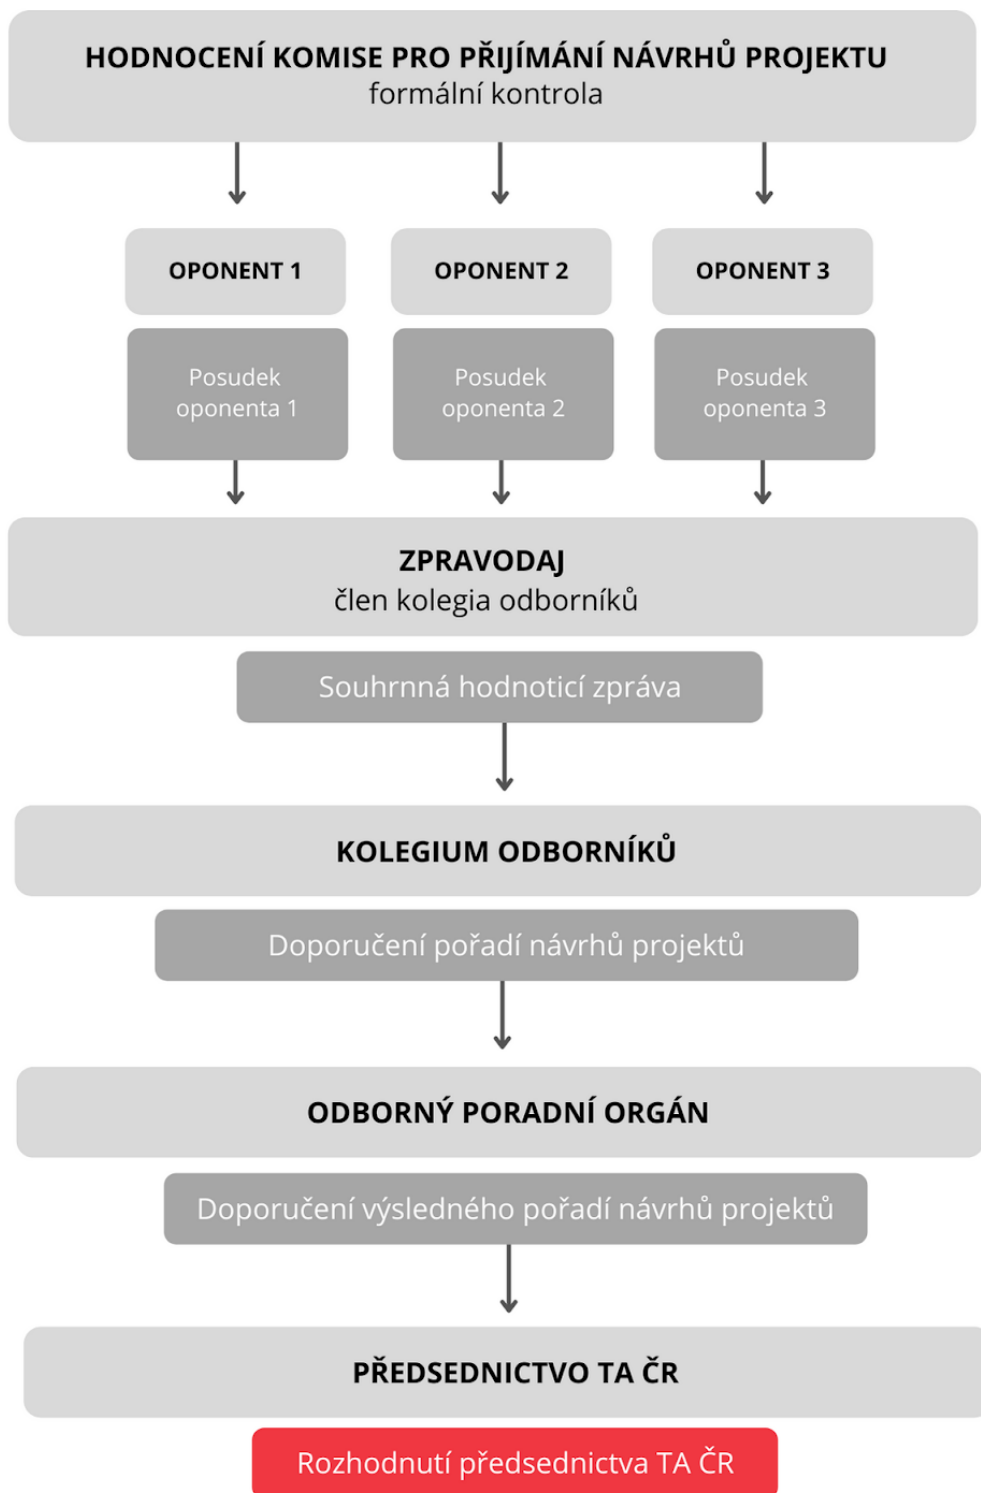 HODNOCENÍ KOMISE PRO PŘIJÍMÁNÍ NÁVRHŮ PROJEKTU
formální kontrola
OPONENT 1
OPONENT 2
OPONENT 3
Posudek
oponenta 1
Posudek
oponenta 2
Posudek
oponenta 3
ZPRAVODAJ
člen kolegia odborníků
Souhrnná hodnoticí zpráva
KOLEGIUM ODBORNÍKŮ
Doporučení pořadí návrhů projektů
ODBORNÝ PORADNÍ ORGÁN
Doporučení výsledného pořadí návrhů projektů
PŘEDSEDNICTVO TA ČR
Rozhodnutí předsednictva TA ČR